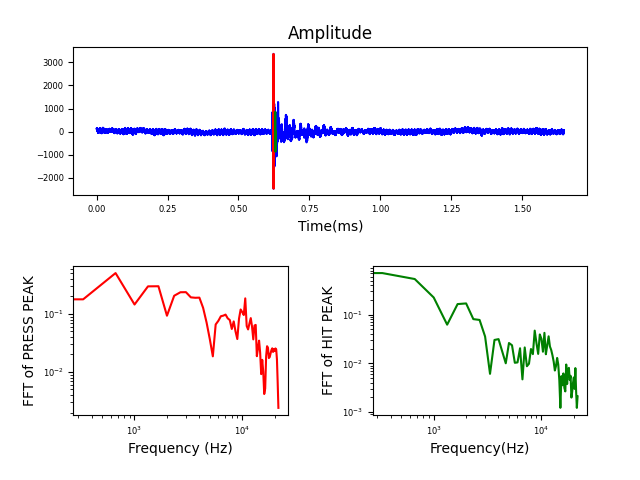 Amplitude
3000
2000
1000
0
−1000
−2000
0.00 0.25 0.50 0.75 1.00 1.25 1.50
Time(ms)
FFT of PRESS PEAK
10⁻¹
10⁻²
10³ 10⁴
Frequency (Hz)
FFT of HIT PEAK
10⁻¹
10⁻²
10⁻³
10³ 10⁴
Frequency(Hz)